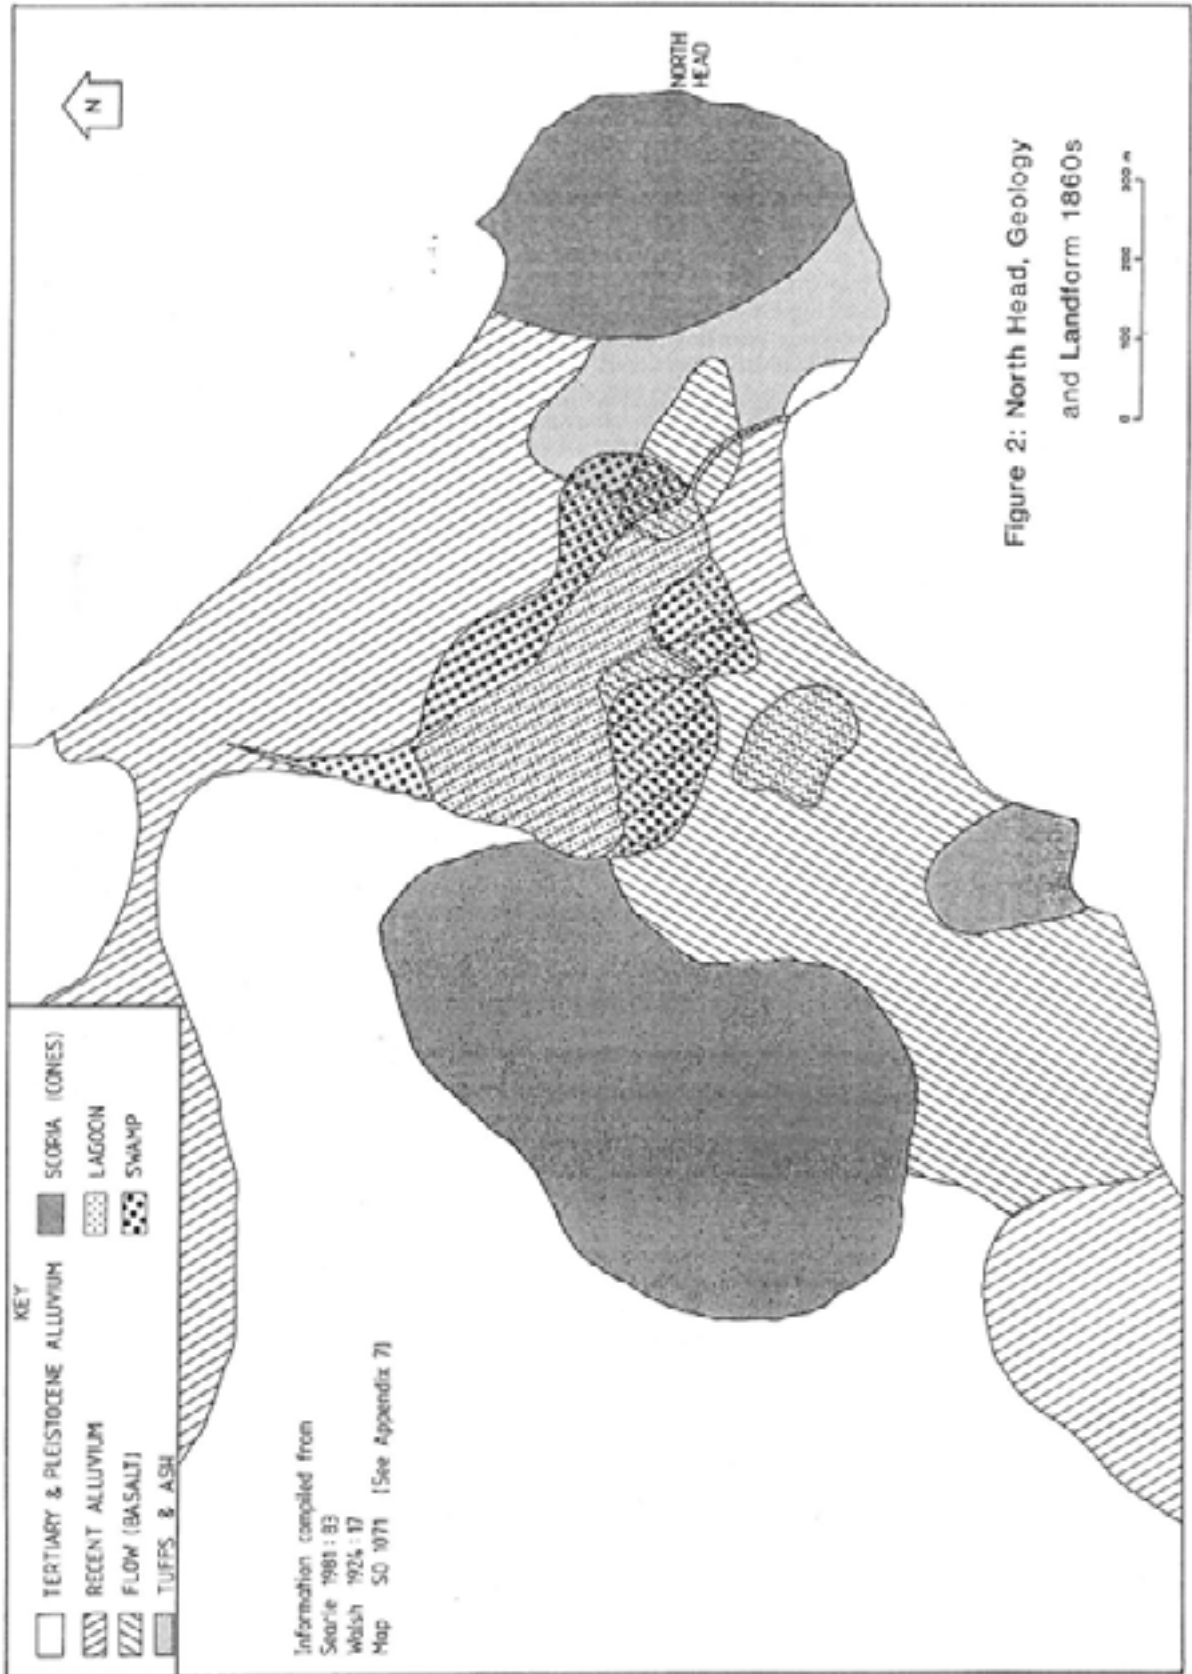 KEY
TERTIARY & PLEISTOCENE ALLUVIUM
RECENT ALLUVIUM
FLOW (BASALT)
TUFFS & ASH
SCORIA (CONES)
LAGOON
SWAMP
Information compiled from
Searle 1981:83
Walsh 1924:17
Map SO 1071 [See Appendix 7]
N
NORTH
HEAD
Figure 2: North Head, Geology
and Landform 1860s
0 100 200 300 m